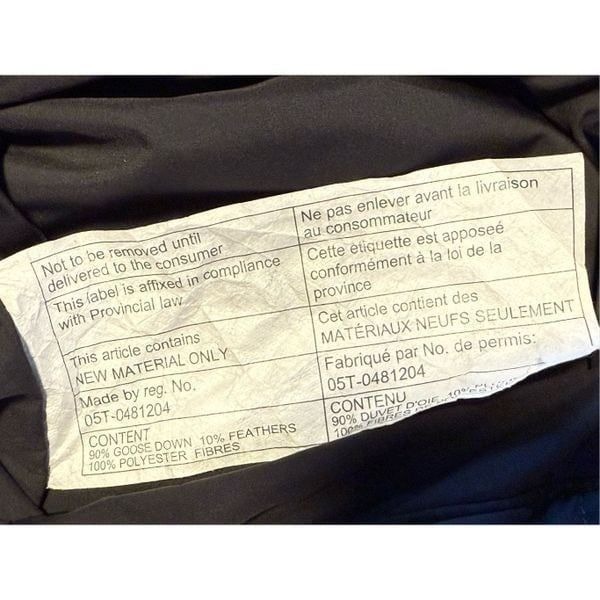 Not to be removed until
delivered to the consumer
This label is affixed in compliance
with Provincial law
This article contains
NEW MATERIAL ONLY
Made by reg. No.
05T-0481204
CONTENT
90% GOOSE DOWN 10% FEATHERS
100% POLYESTER FIBRES
Ne pas enlever avant la livraison
au consommateur
Cette étiquette est apposée
conformément à la loi de la
province
Cet article contient des
MATÉRIAUX NEUFS SEULEMENT
Fabriqué par No. de permis:
05T-0481204
CONTENU
90% DUVET D'OIE 10%
100% FIBRES